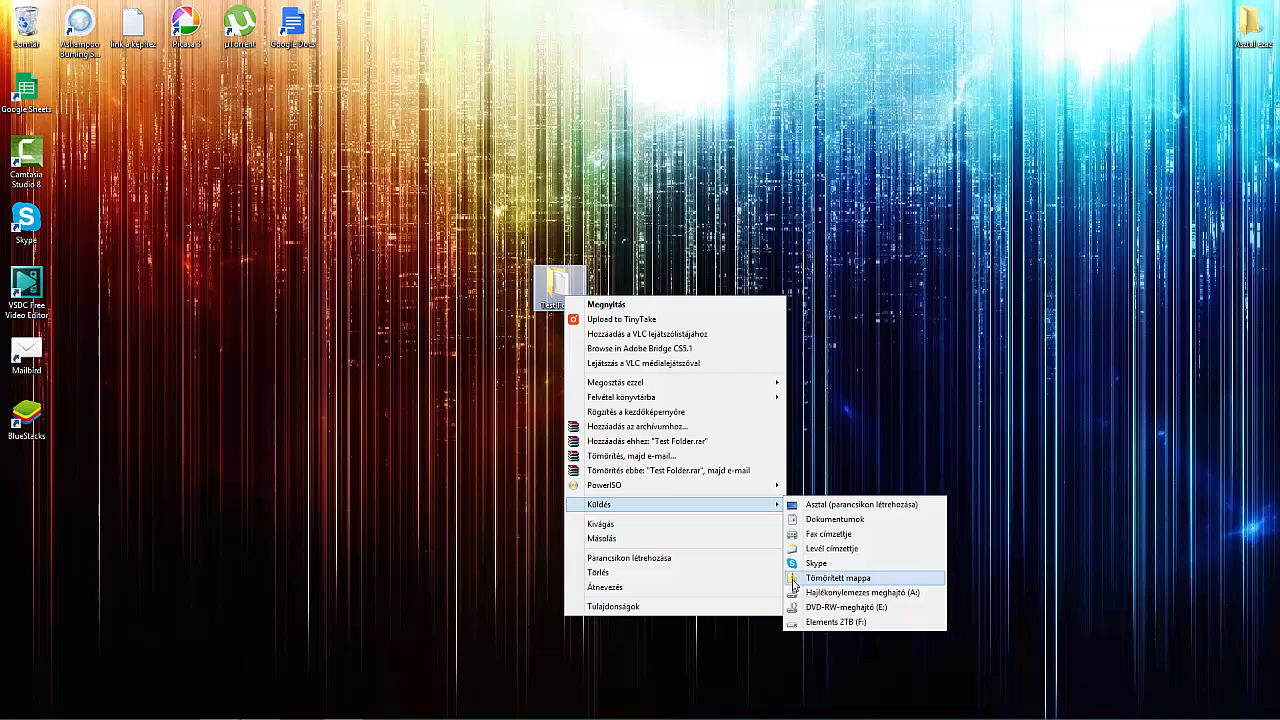 Lomtár
Ashampoo
Burning S...
link a képhez
Picasa 3
µTorrent
Google Docs
Asztal ezaz
Google Sheets
Camtasia
Studio 8
Skype
VSDC Free
Video Editor
Mailbird
BlueStacks
Megnyitás
Upload to TinyTake
Hozzáadás a VLC lejátszólistájához
Browse in Adobe Bridge CS5.1
Lejátszás a VLC médialejátszóval
Megosztás ezzel
Felvétel könyvtárba
Rögzítés a kezdőképernyőre
Hozzáadás az archívumhoz...
Hozzáadás ehhez: "Test Folder.rar"
Tömörítés, majd e-mail...
Tömörítés ebbe: "Test Folder.rar", majd e-mail
PowerISO
Küldés
Kivágás
Másolás
Parancsikon létrehozása
Törlés
Átnevezés
Tulajdonságok
Asztal (parancsikon létrehozása)
Dokumentumok
Fax címzettje
Levél címzettje
Skype
Tömörített mappa
Hajlékonylemezes meghajtó (A:)
DVD-RW-meghajtó (E:)
Elements 2TB (F:)